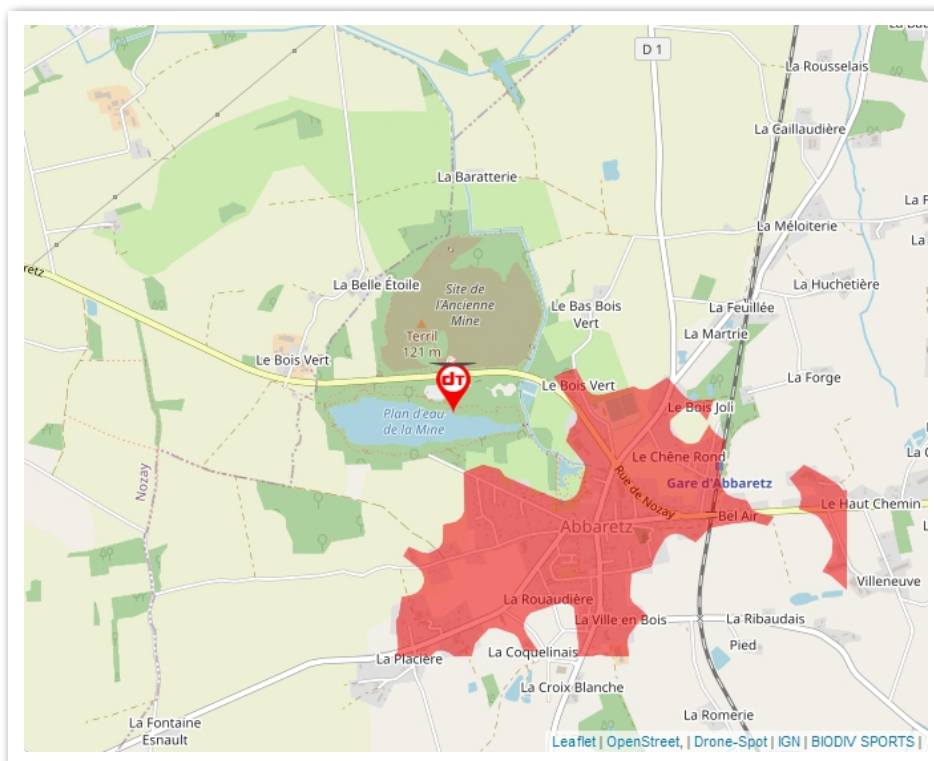 D 1
La Rousselais
La Caillaudière
La Baratterie
La Méloiterie
La Belle Étoile
Site de
l'Ancienne
Mine
La Huchetière
Le Bas Bois
Vert
La Feuillée
Terril
121 m
La Martrie
Le Bois Vert
dT
La Forge
Le Bois Vert
Le Bois Joli
Plan d'eau
de la Mine
Le Chêne Rond
Nozay
Rue de Nozay
Gare d'Abbaretz
Le Haut Chemin
Bel Air
Abbaretz
Villeneuve
La Rouaudière
La Ville en Bois
La Ribaudais
Pied
La Coquelinais
La Placière
La Croix Blanche
La Romerie
La Fontaine
Esnault
Leaflet | OpenStreet, | Drone-Spot | IGN | BIODIV SPORTS |